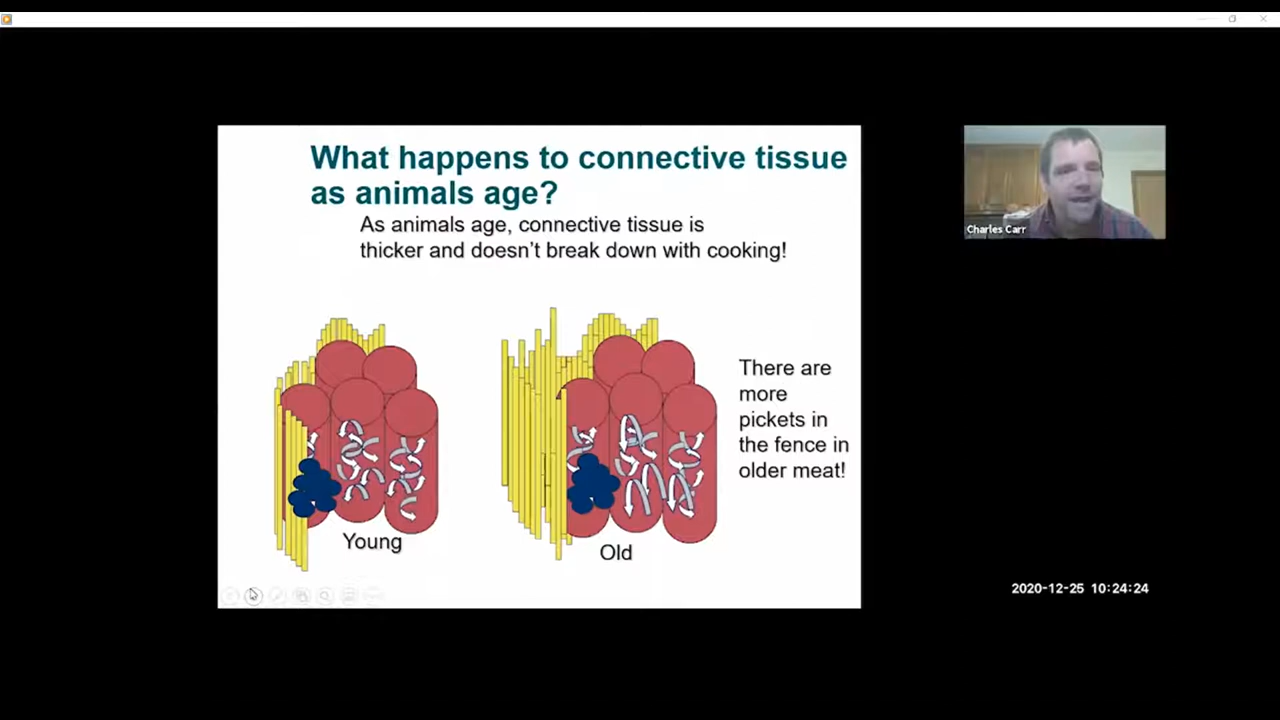 What happens to connective tissue
as animals age?
As animals age, connective tissue is
thicker and doesn't break down with cooking!
There are
more
pickets in
the fence in
older meat!
Young
Old
Charles Carr
2020-12-25 10:24:24